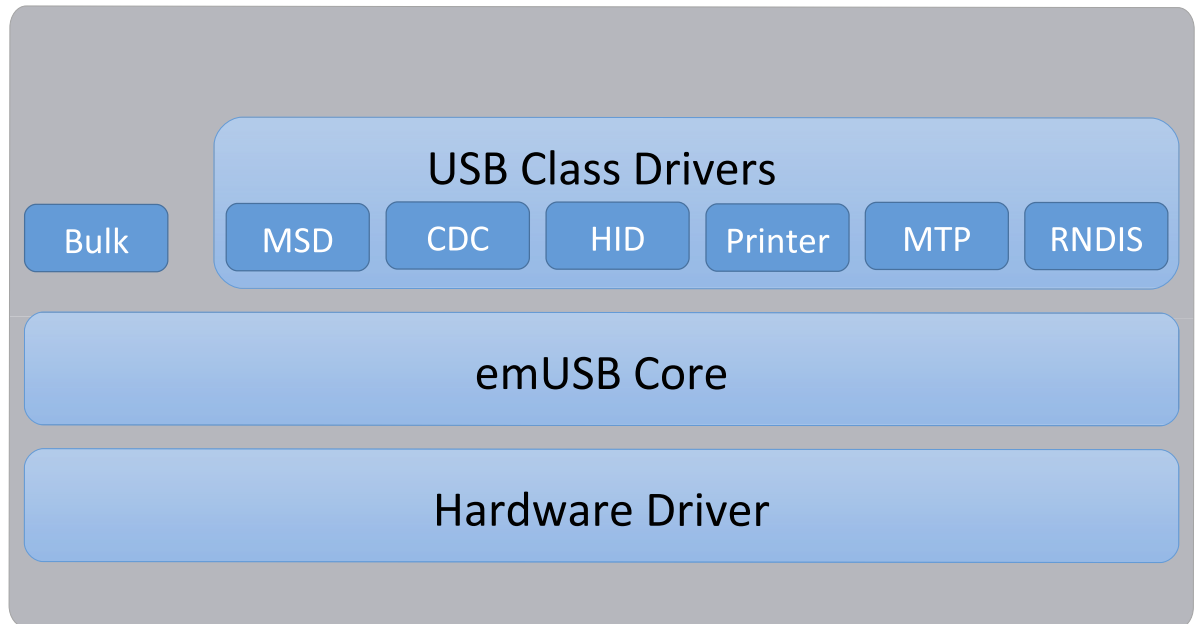 USB Class Drivers
Bulk
MSD
CDC
HID
Printer
MTP
RNDIS
emUSB Core
Hardware Driver